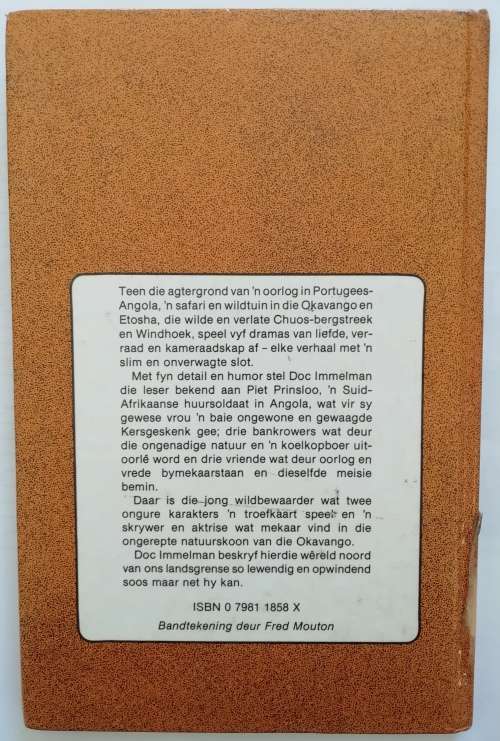 Teen die agtergrond van 'n oorlog in Portugees-
Angola, 'n safari en wildtuin in die Okavango en
Etosha, die wilde en verlate Chuos-bergstreek
en Windhoek, speel vyf dramas van liefde, ver-
raad en kameraadskap af – elke verhaal met 'n
slim en onverwagte slot.
Met fyn detail en humor stel Doc Immelman
die leser bekend aan Piet Prinsloo, 'n Suid-
Afrikaanse huursoldaat in Angola, wat vir sy
gewese vrou 'n baie ongewone en gewaagde
Kersgeskenk gee; drie bankrowers wat deur
die ongenadige natuur en 'n koelkopboer uit-
oorlê word en drie vriende wat deur oorlog en
vrede bymekaarstaan en dieselfde meisie
bemin.
Daar is die jong wildbewaarder wat twee
ongure karakters 'n troefkaart speel en 'n
skrywer en aktrise wat mekaar vind in die
ongerepte natuurskoon van die Okavango.
Doc Immelman beskryf hierdie wêreld noord
van ons landsgrense so lewendig en opwindend
soos maar net hy kan.
ISBN 0 7981 1858 X
Bandtekening deur Fred Mouton